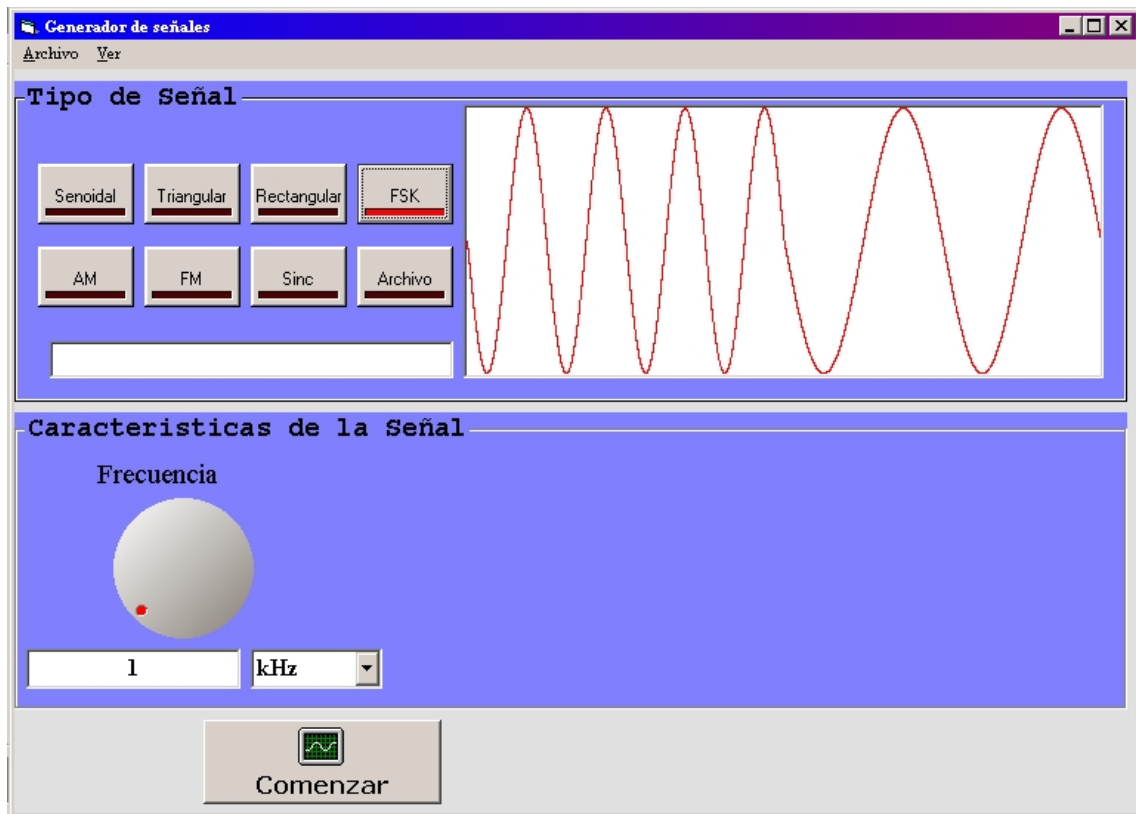 Generador de señales
Archivo Ver
Tipo de Señal
Senoidal Triangular Rectangular FSK
AM FM Sinc Archivo
Caracteristicas de la Señal
Frecuencia
1 kHz
Comenzar